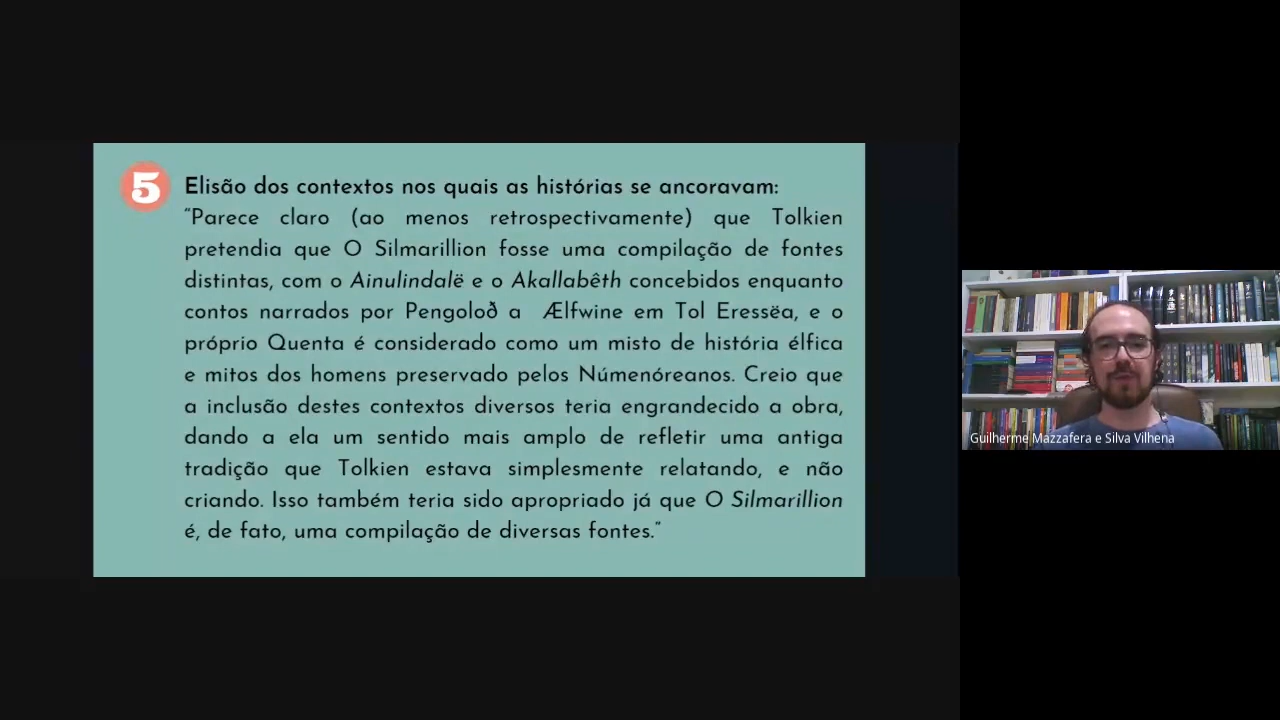 5
Elisão dos contextos nos quais as histórias se ancoravam:
“Parece claro (ao menos retrospectivamente) que Tolkien
pretendia que O Silmarillion fosse uma compilação de fontes
distintas, com o Ainulindalë e o Akallabêth concebidos enquanto
contos narrados por Pengoloð a Ælfwine em Tol Eressëa, e o
próprio Quenta é considerado como um misto de história élfica
e mitos dos homens preservado pelos Númenóreanos. Creio que
a inclusão destes contextos diversos teria engrandecido a obra,
dando a ela um sentido mais amplo de refletir uma antiga
tradição que Tolkien estava simplesmente relatando, e não
criando. Isso também teria sido apropriado já que O Silmarillion
é, de fato, uma compilação de diversas fontes.”
Guilherme Mazzafera e Silva Vilhena